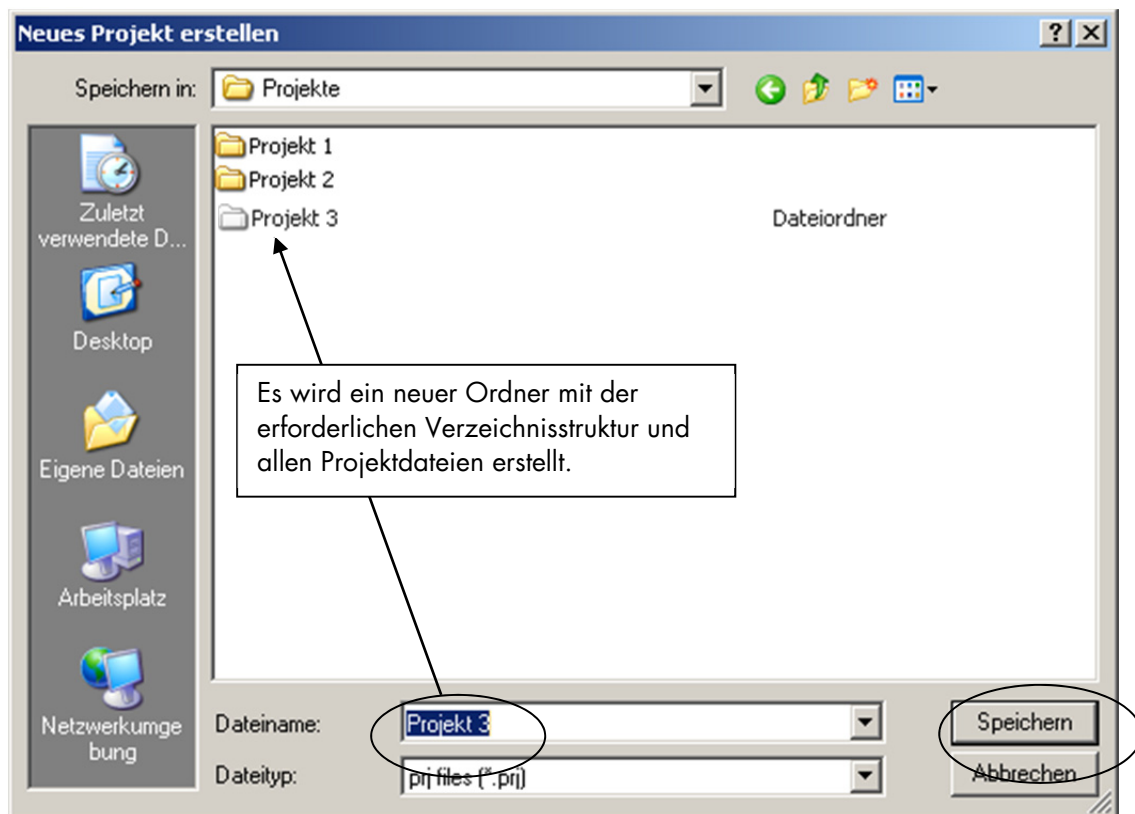 Neues Projekt erstellen
Speichern in:
Projekte
Projekt 1
Projekt 2
Projekt 3
Dateiordner
Zuletzt
verwendete D...
Desktop
Eigene Dateien
Arbeitsplatz
Netzwerkumge
bung
Es wird ein neuer Ordner mit der
erforderlichen Verzeichnisstruktur und
allen Projektdateien erstellt.
Dateiname:
Projekt 3
Speichern
Dateityp:
prj files (*.prj)
Abbrechen